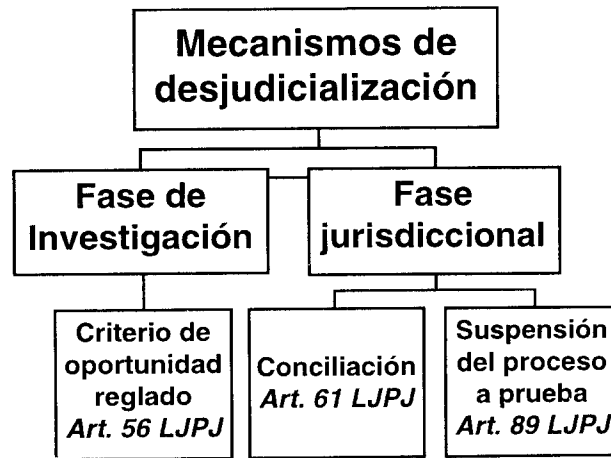 Mecanismos de
desjudicialización
Fase de
Investigación
Fase
jurisdiccional
Criterio de
oportunidad
reglado
Art. 56 LJPJ
Conciliación
Art. 61 LJPJ
Suspensión
del proceso
a prueba
Art. 89 LJPJ